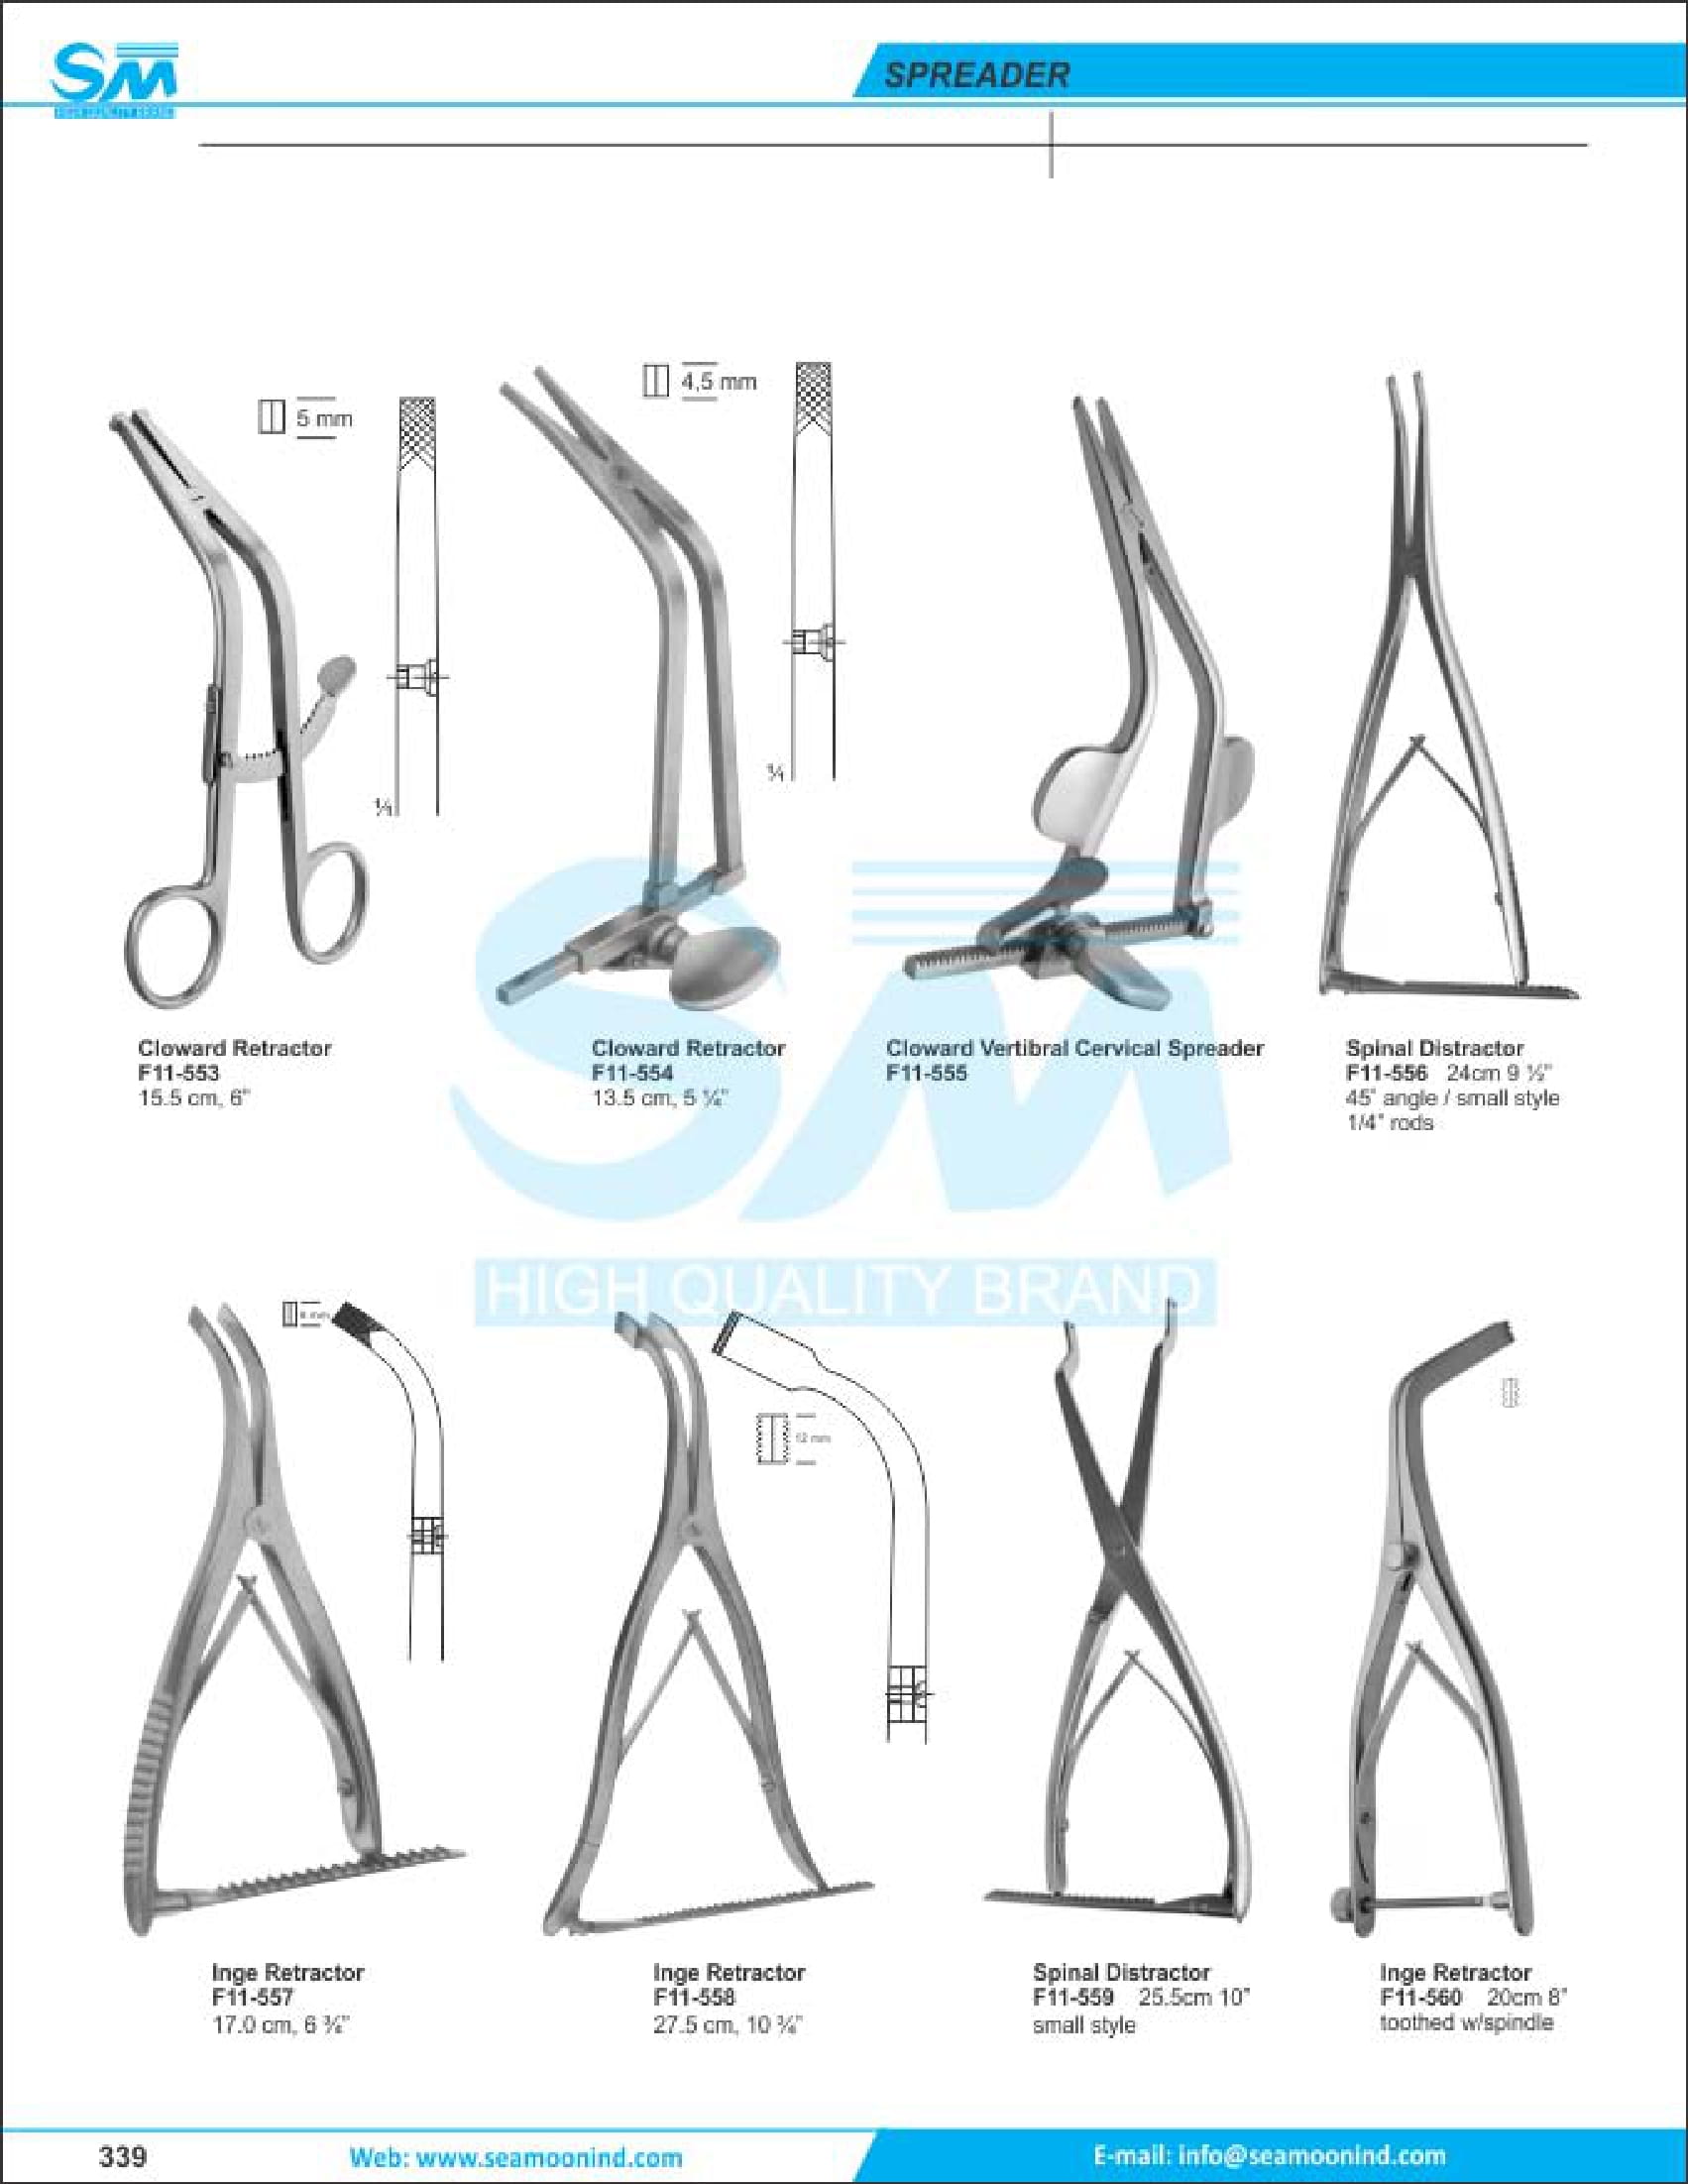 SM
SPREADER
5 mm
4,5 mm
Cloward Retractor
F11-553
15.5 cm, 6"
Cloward Retractor
F11-554
13.5 cm, 5 ¼"
Cloward Vertibral Cervical Spreader
F11-555
Spinal Distractor
F11-556 24cm 9 ½"
45° angle / small style
1/4" rods
SM
HIGH QUALITY BRAND
12 mm
Inge Retractor
F11-557
17.0 cm, 6 ¾"
Inge Retractor
F11-558
27.5 cm, 10 ¾"
Spinal Distractor
F11-559 25.5cm 10"
small style
Inge Retractor
F11-560 20cm 8"
toothed w/spindle
339
Web: www.seamoonind.com
E-mail: info@seamoonind.com